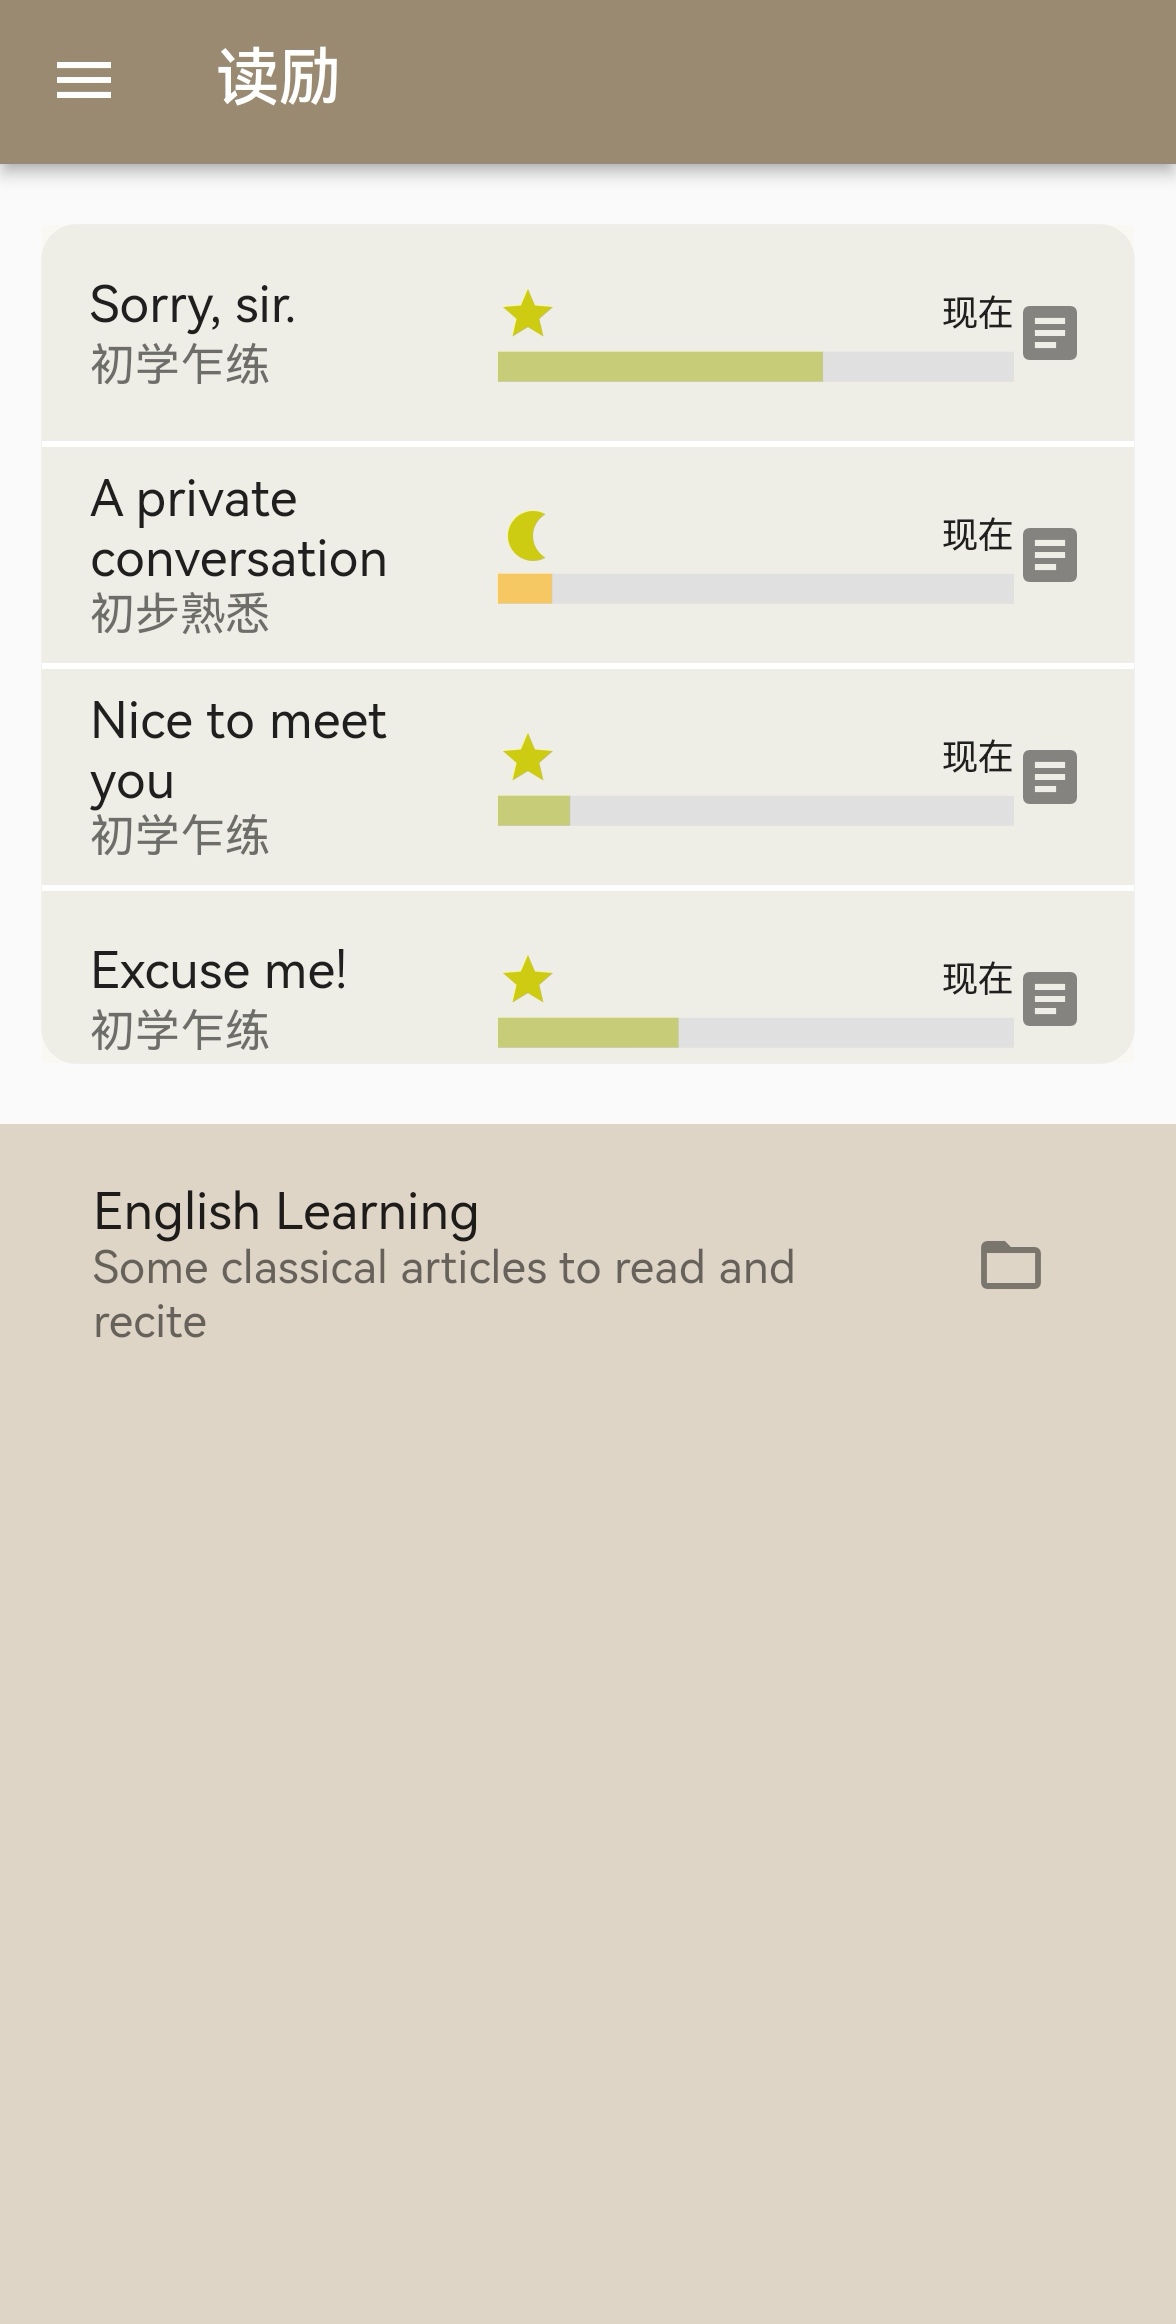 读励
Sorry, sir.
初学乍练
现在
A private
conversation
初步熟悉
现在
Nice to meet
you
初学乍练
现在
Excuse me!
初学乍练
现在
English Learning
Some classical articles to read and
recite